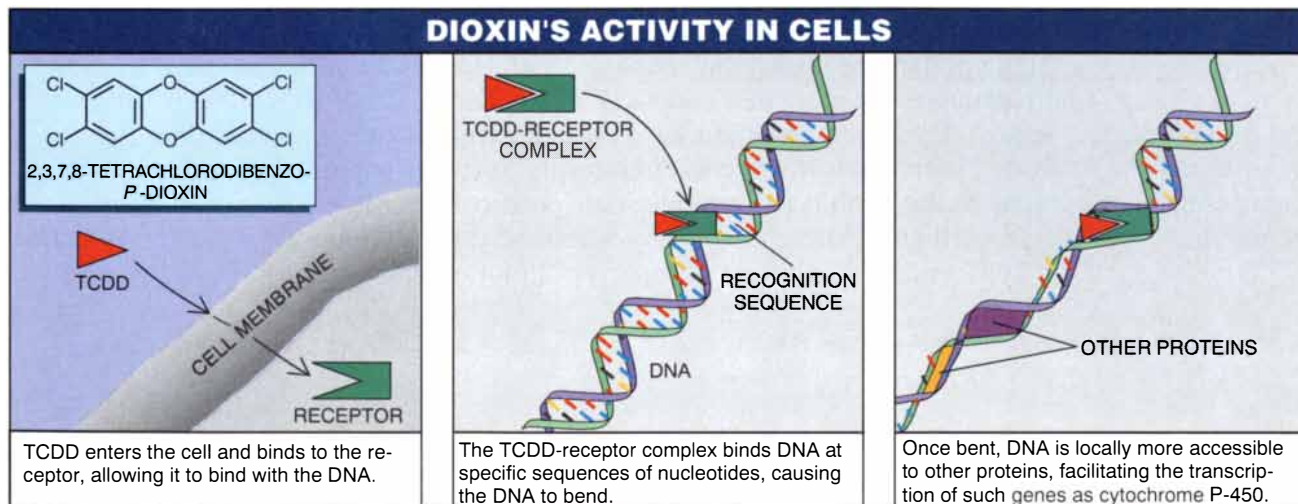 DIOXIN'S ACTIVITY IN CELLS
Cl
O
Cl
Cl
O
Cl
2,3,7,8-TETRACHLORODIBENZO-
P-DIOXIN
TCDD
CELL MEMBRANE
RECEPTOR
TCDD enters the cell and binds to the re-
ceptor, allowing it to bind with the DNA.
TCDD-RECEPTOR
COMPLEX
RECOGNITION
SEQUENCE
DNA
The TCDD-receptor complex binds DNA at
specific sequences of nucleotides, causing
the DNA to bend.
OTHER PROTEINS
Once bent, DNA is locally more accessible
to other proteins, facilitating the transcrip-
tion of such genes as cytochrome P-450.